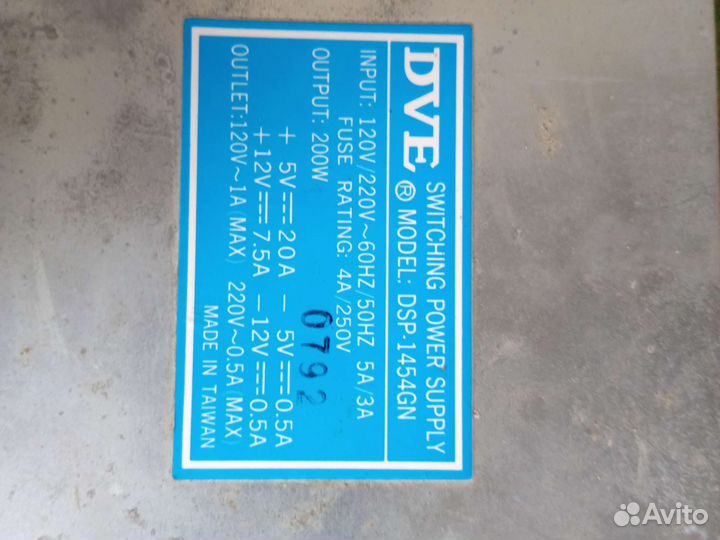 DVE ® SWITCHING POWER SUPPLY
MODEL: DSP-1454GN
INPUT: 120V/220V~60HZ/50HZ 5A/3A
FUSE RATING: 4A/250V
OUTPUT: 200W
0792
+ 5V⎓20A - 5V⎓0.5A
+12V⎓7.5A -12V⎓0.5A
OUTLET:120V~1A(MAX) 220V~0.5A(MAX)
MADE IN TAIWAN
Avito